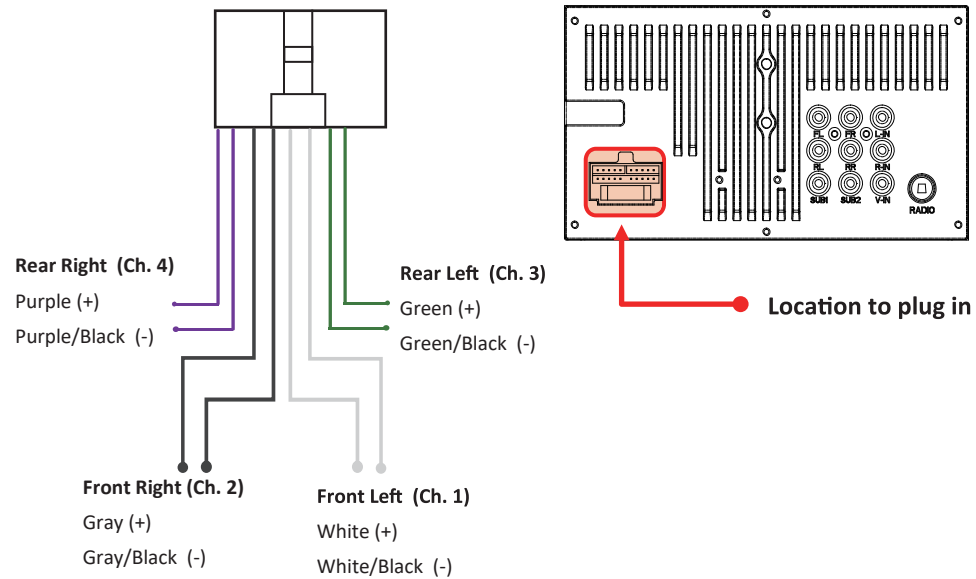 FL FR L-IN
RL RR R-IN
SUB1 SUB2 V-IN
RADIO
Rear Right (Ch. 4)
Purple (+)
Purple/Black (-)
Rear Left (Ch. 3)
Green (+)
Green/Black (-)
Location to plug in
Front Right (Ch. 2)
Gray (+)
Gray/Black (-)
Front Left (Ch. 1)
White (+)
White/Black (-)